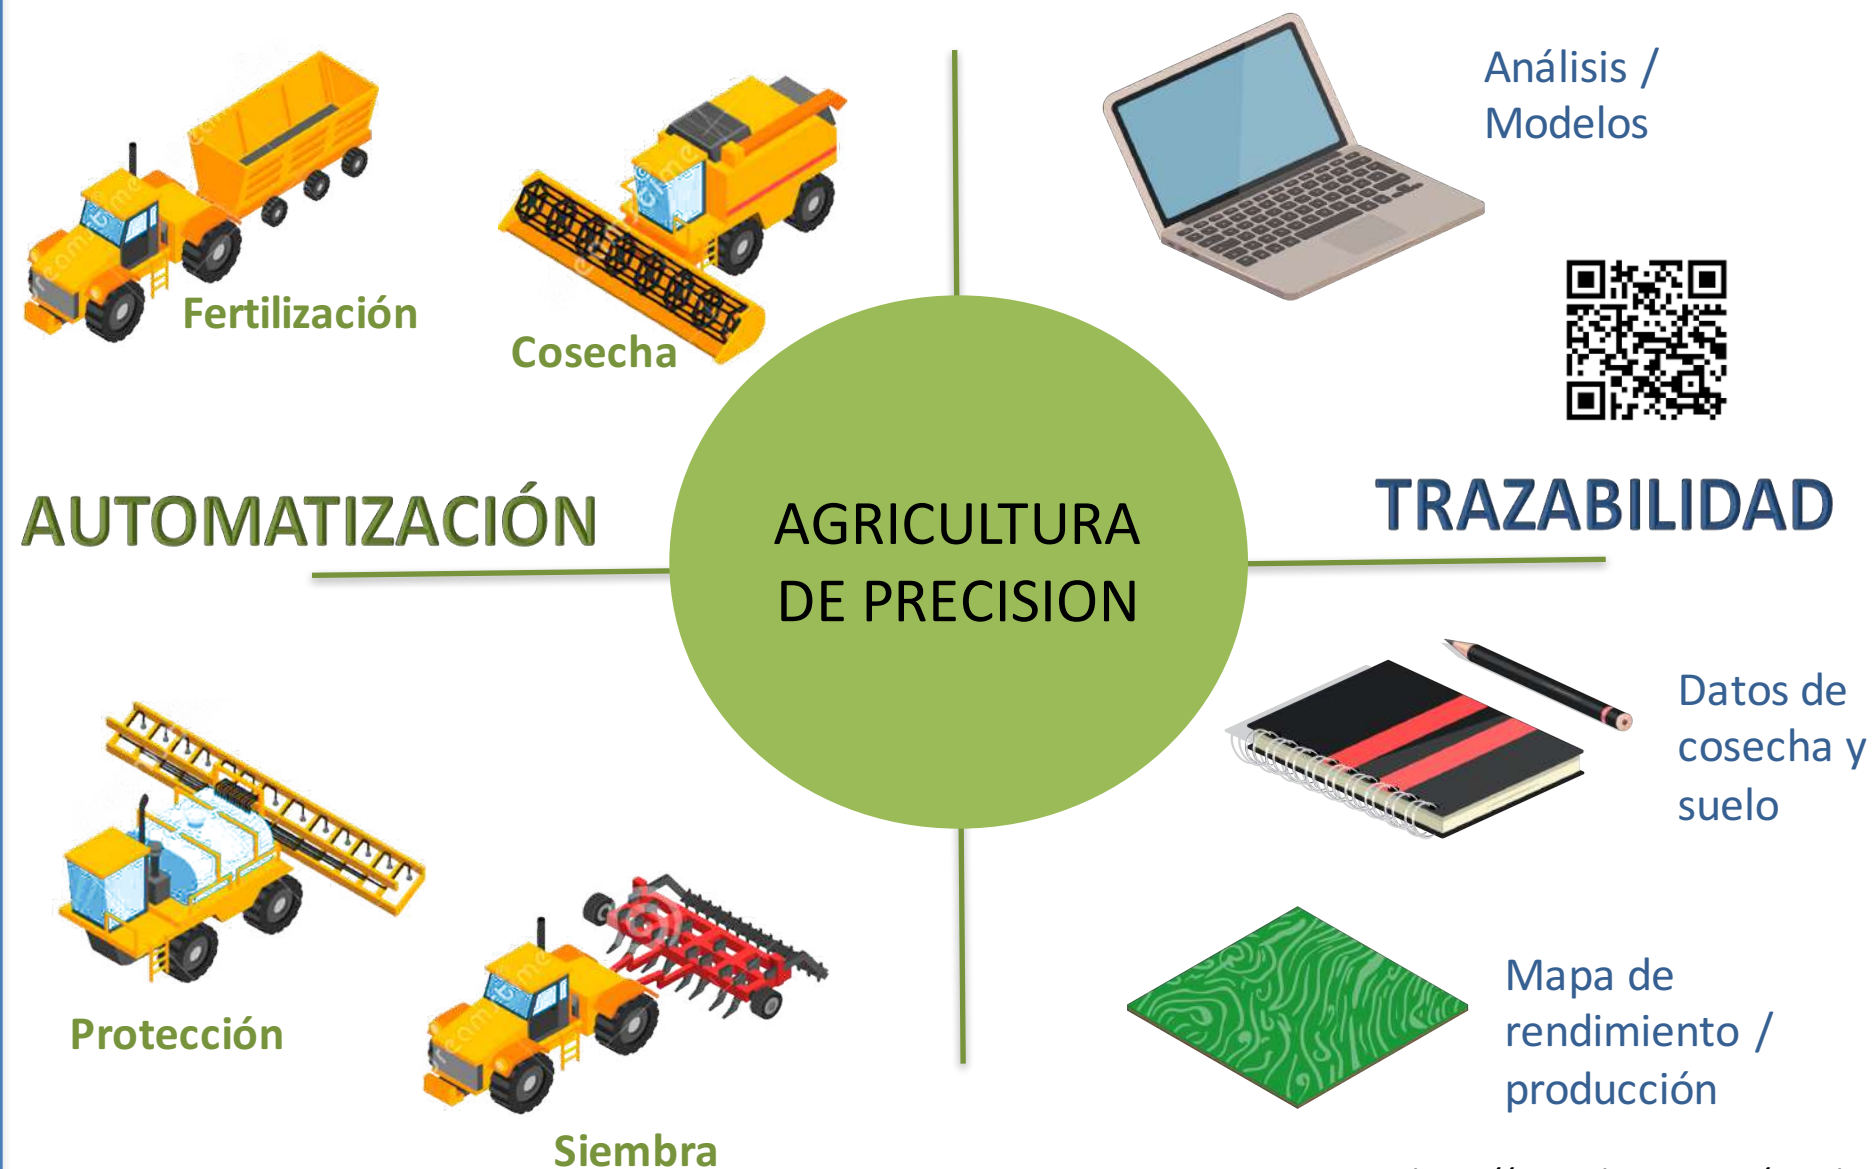 Análisis /
Modelos
Fertilización
Cosecha
AUTOMATIZACIÓN
AGRICULTURA
DE PRECISION
TRAZABILIDAD
Datos de
cosecha y
suelo
Protección
Mapa de
rendimiento /
producción
Siembra